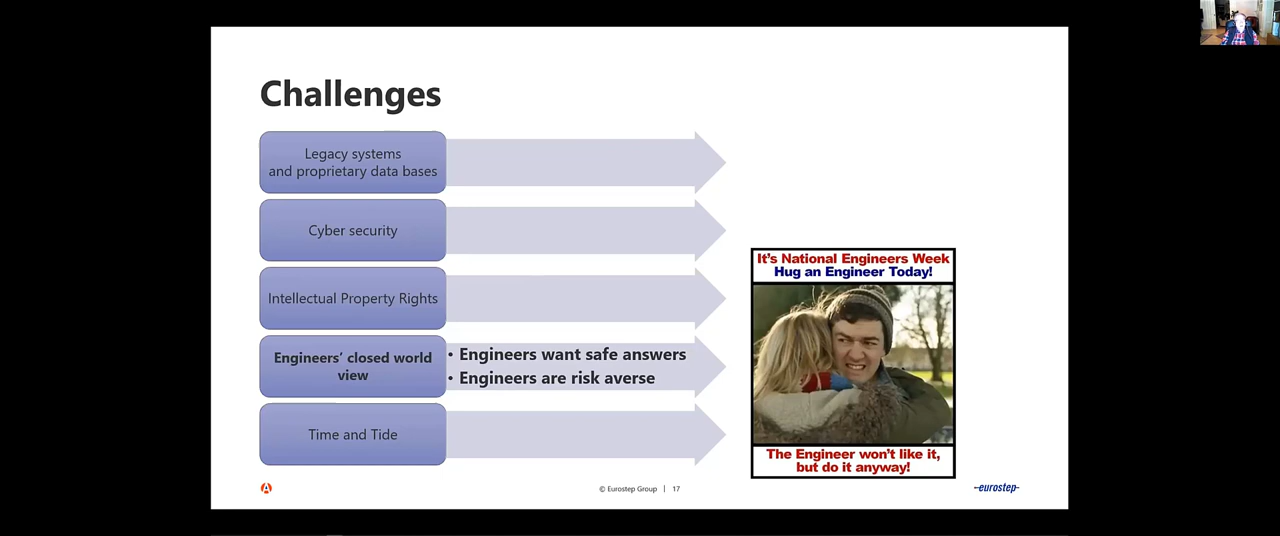 Challenges
Legacy systems
and proprietary data bases
Cyber security
Intellectual Property Rights
Engineers’ closed world
view
• Engineers want safe answers
• Engineers are risk averse
Time and Tide
It’s National Engineers Week
Hug an Engineer Today!
The Engineer won’t like it,
but do it anyway!
© Eurostep Group | 17
eurostep